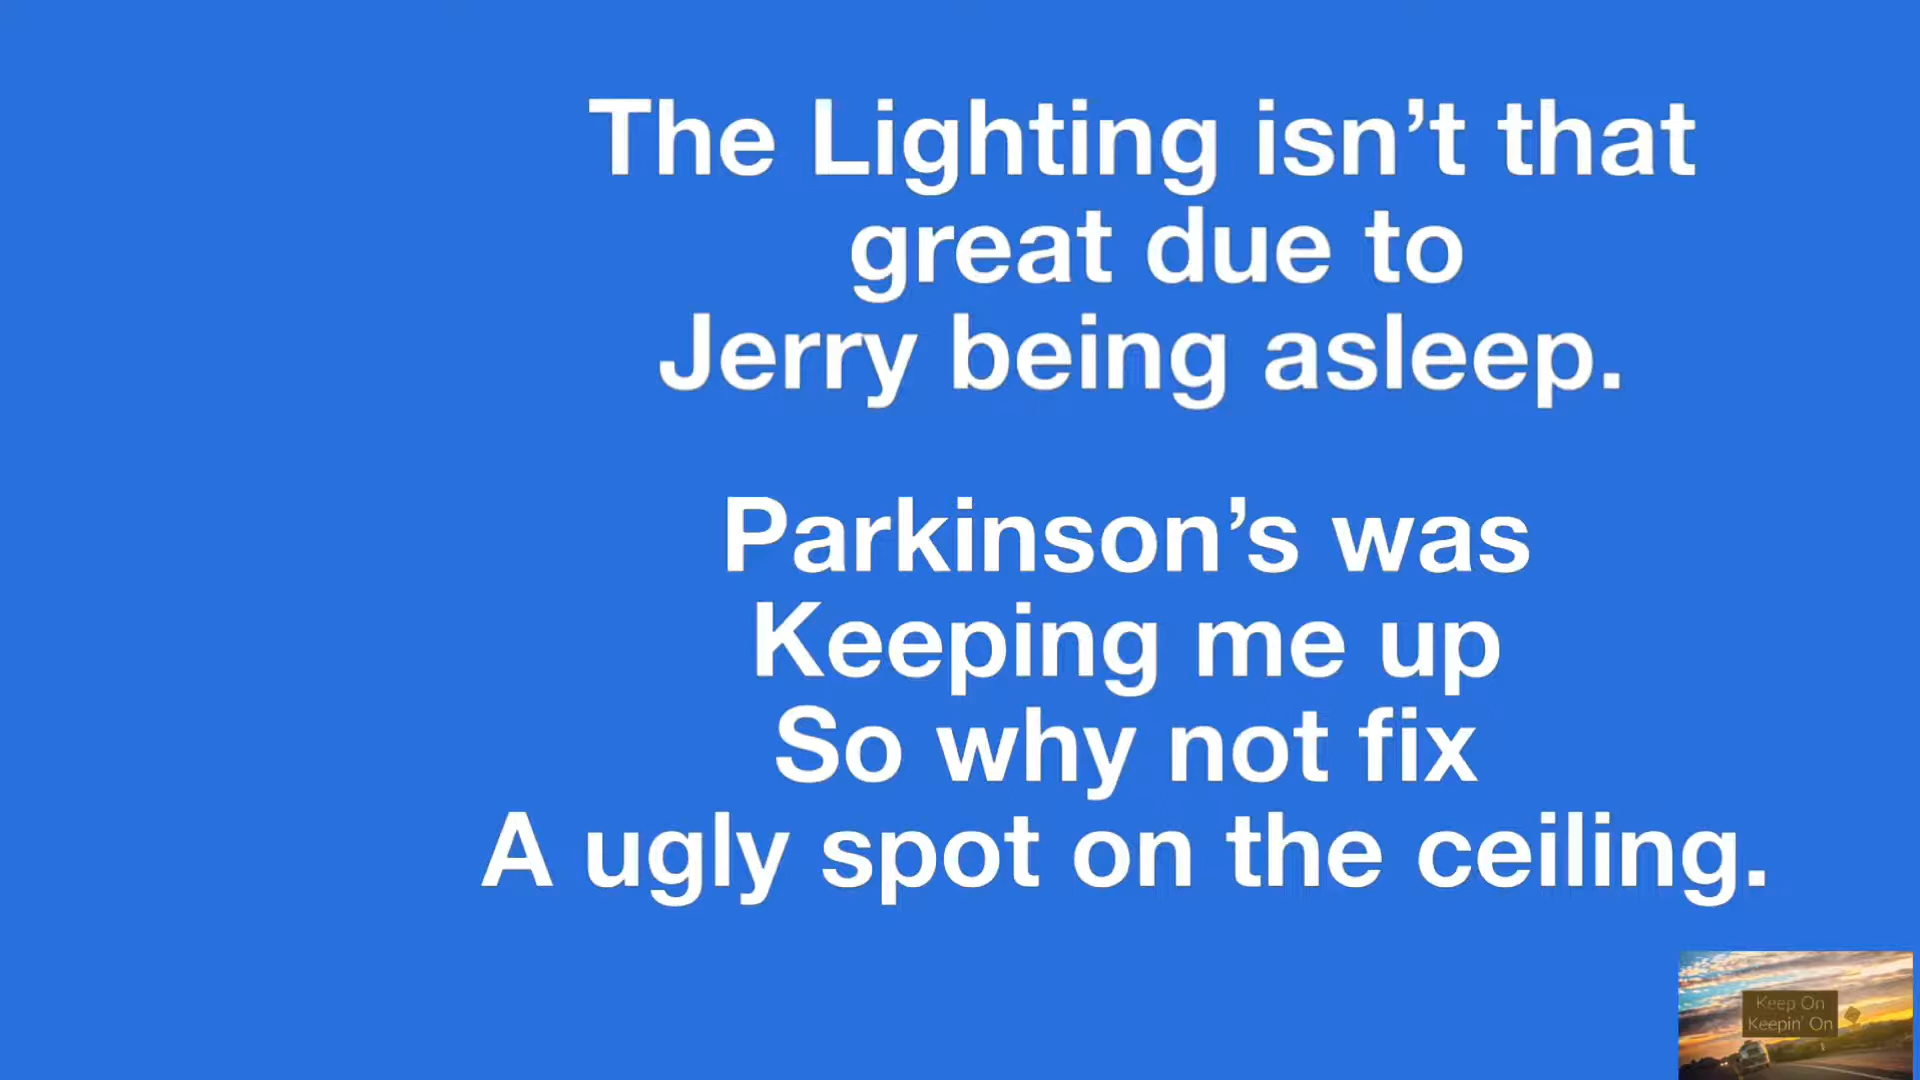 The Lighting isn’t that
great due to
Jerry being asleep.
Parkinson’s was
Keeping me up
So why not fix
A ugly spot on the ceiling.
Keep On
Keepin' On